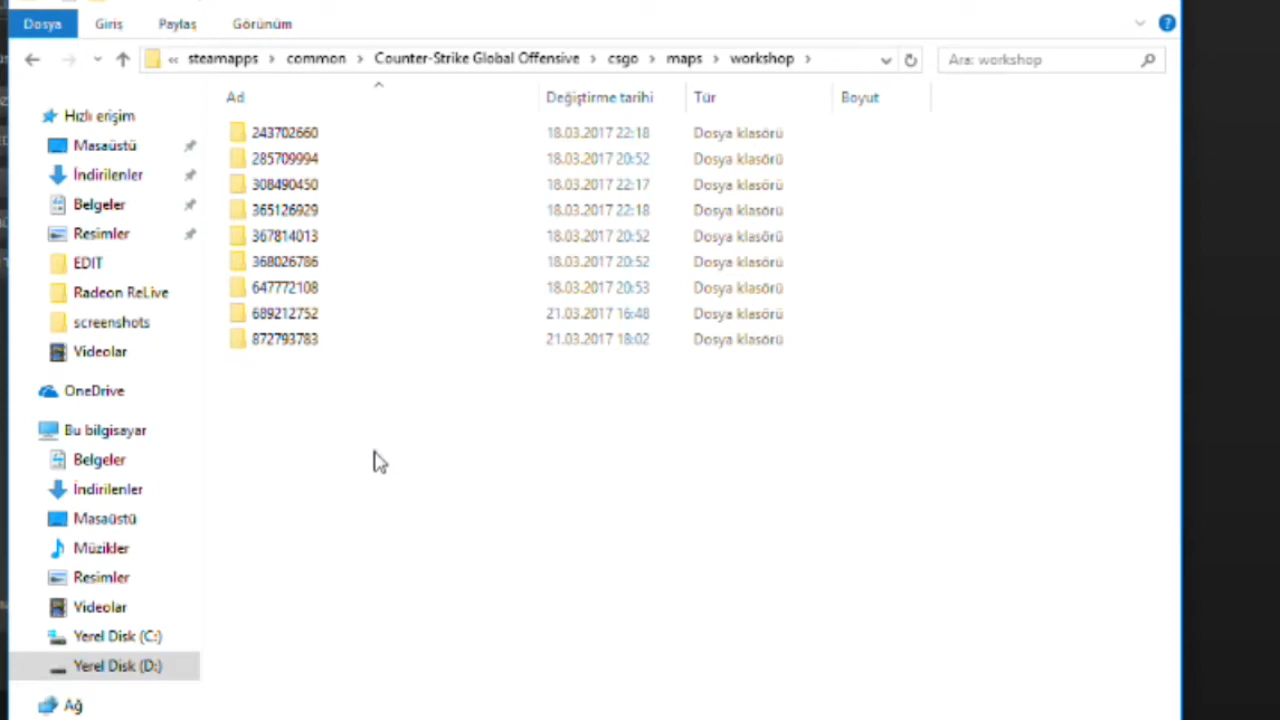 Dosya Giriş Paylaş Görünüm
« steamapps › common › Counter-Strike Global Offensive › csgo › maps › workshop ›
Ara: workshop
Ad Değiştirme tarihi Tür Boyut
243702660 18.03.2017 22:18 Dosya klasörü
285709994 18.03.2017 20:52 Dosya klasörü
308490450 18.03.2017 22:17 Dosya klasörü
365126929 18.03.2017 22:18 Dosya klasörü
367814013 18.03.2017 20:52 Dosya klasörü
368026786 18.03.2017 20:52 Dosya klasörü
647772108 18.03.2017 20:53 Dosya klasörü
689212752 21.03.2017 16:48 Dosya klasörü
872793783 21.03.2017 18:02 Dosya klasörü
Hızlı erişim
Masaüstü
İndirilenler
Belgeler
Resimler
EDIT
Radeon ReLive
screenshots
Videolar
OneDrive
Bu bilgisayar
Belgeler
İndirilenler
Masaüstü
Müzikler
Resimler
Videolar
Yerel Disk (C:)
Yerel Disk (D:)
Ağ